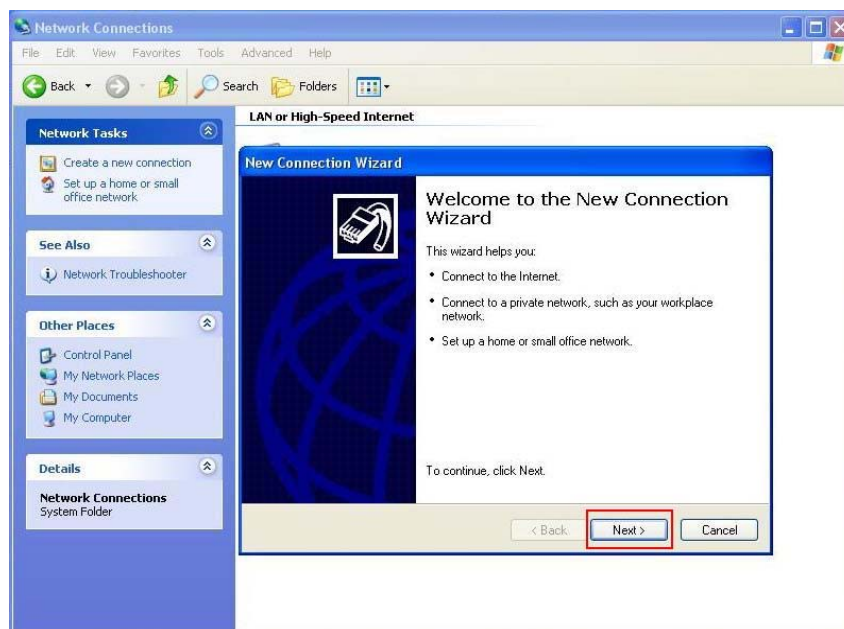 Network Connections
File Edit View Favorites Tools Advanced Help
Back Search Folders
LAN or High-Speed Internet
Network Tasks
Create a new connection
Set up a home or small
office network
See Also
Network Troubleshooter
Other Places
Control Panel
My Network Places
My Documents
My Computer
Details
Network Connections
System Folder
New Connection Wizard
Welcome to the New Connection
Wizard
This wizard helps you:
• Connect to the Internet.
• Connect to a private network, such as your workplace
network.
• Set up a home or small office network.
To continue, click Next.
< Back Next > Cancel